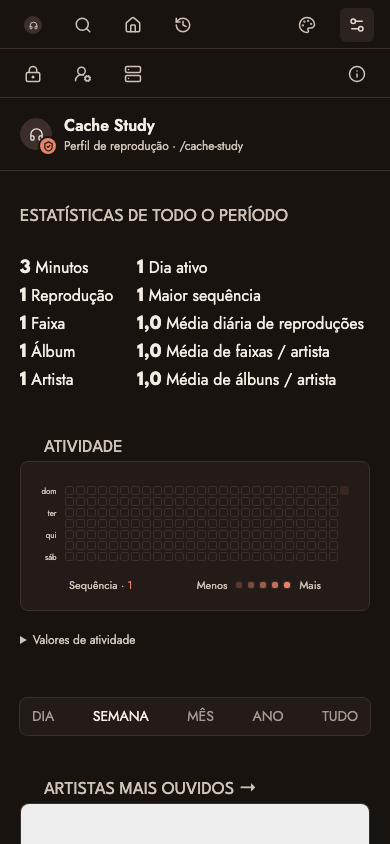 Cache Study
Perfil de reprodução · /cache-study
ESTATÍSTICAS DE TODO O PERÍODO
3 Minutos
1 Dia ativo
1 Reprodução
1 Maior sequência
1 Faixa
1,0 Média diária de reproduções
1 Álbum
1,0 Média de faixas / artista
1 Artista
1,0 Média de álbuns / artista
ATIVIDADE
dom
ter
qui
sáb
Sequência · 1
Menos
Mais
Valores de atividade
DIA
SEMANA
MÊS
ANO
TUDO
ARTISTAS MAIS OUVIDOS →